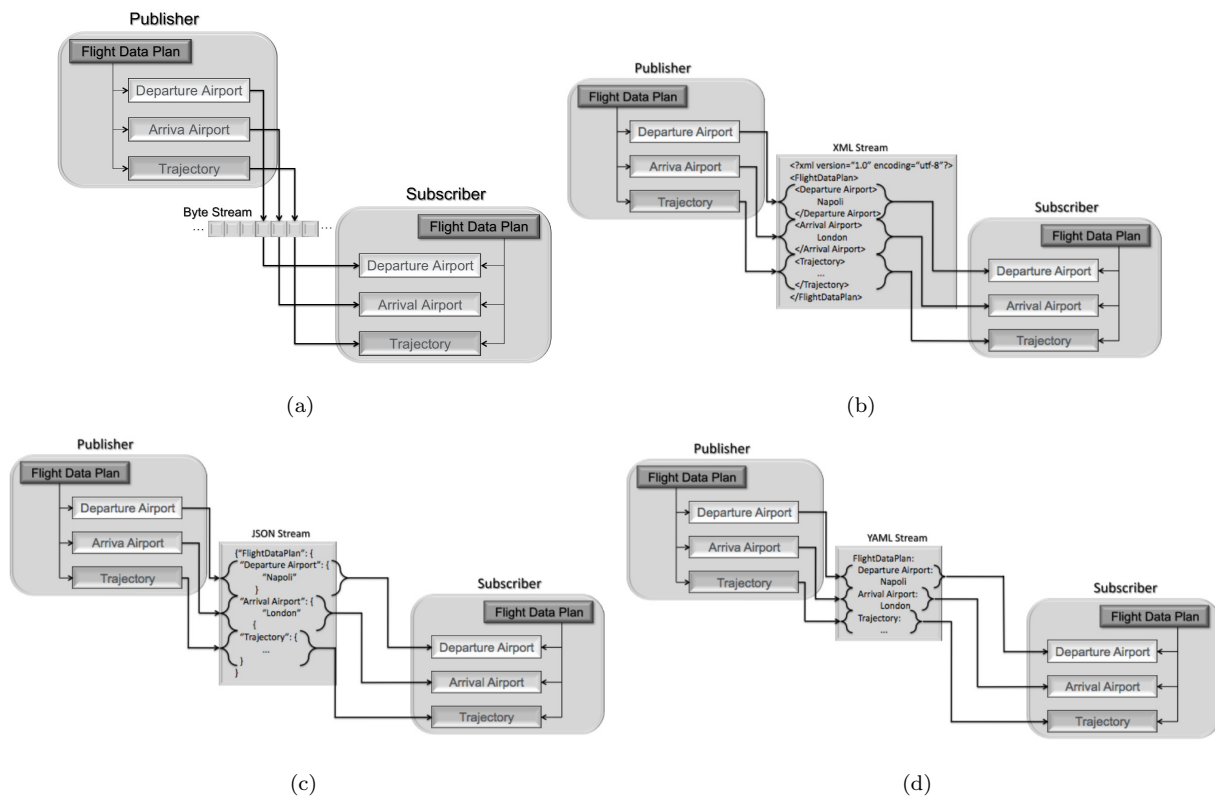 Publisher
Flight Data Plan
Departure Airport
Arriva Airport
Trajectory
Byte Stream
...
...
Subscriber
Flight Data Plan
Departure Airport
Arrival Airport
Trajectory
(a)
Publisher
Flight Data Plan
Departure Airport
Arriva Airport
Trajectory
XML Stream
<?xml version="1.0" encoding="utf-8"?>
<FlightDataPlan>
<Departure Airport>
Napoli
</Departure Airport>
<Arrival Airport>
London
</Arrival Airport>
<Trajectory>
...
</Trajectory>
</FlightDataPlan>
Subscriber
Flight Data Plan
Departure Airport
Arrival Airport
Trajectory
(b)
Publisher
Flight Data Plan
Departure Airport
Arriva Airport
Trajectory
JSON Stream
{"FlightDataPlan": {
"Departure Airport": {
"Napoli"
}
"Arrival Airport": {
"London"
{
"Trajectory": {
...
}
}
Subscriber
Flight Data Plan
Departure Airport
Arrival Airport
Trajectory
(c)
Publisher
Flight Data Plan
Departure Airport
Arriva Airport
Trajectory
YAML Stream
FlightDataPlan:
Departure Airport:
Napoli
Arrival Airport:
London
Trajectory:
...
Subscriber
Flight Data Plan
Departure Airport
Arrival Airport
Trajectory
(d)